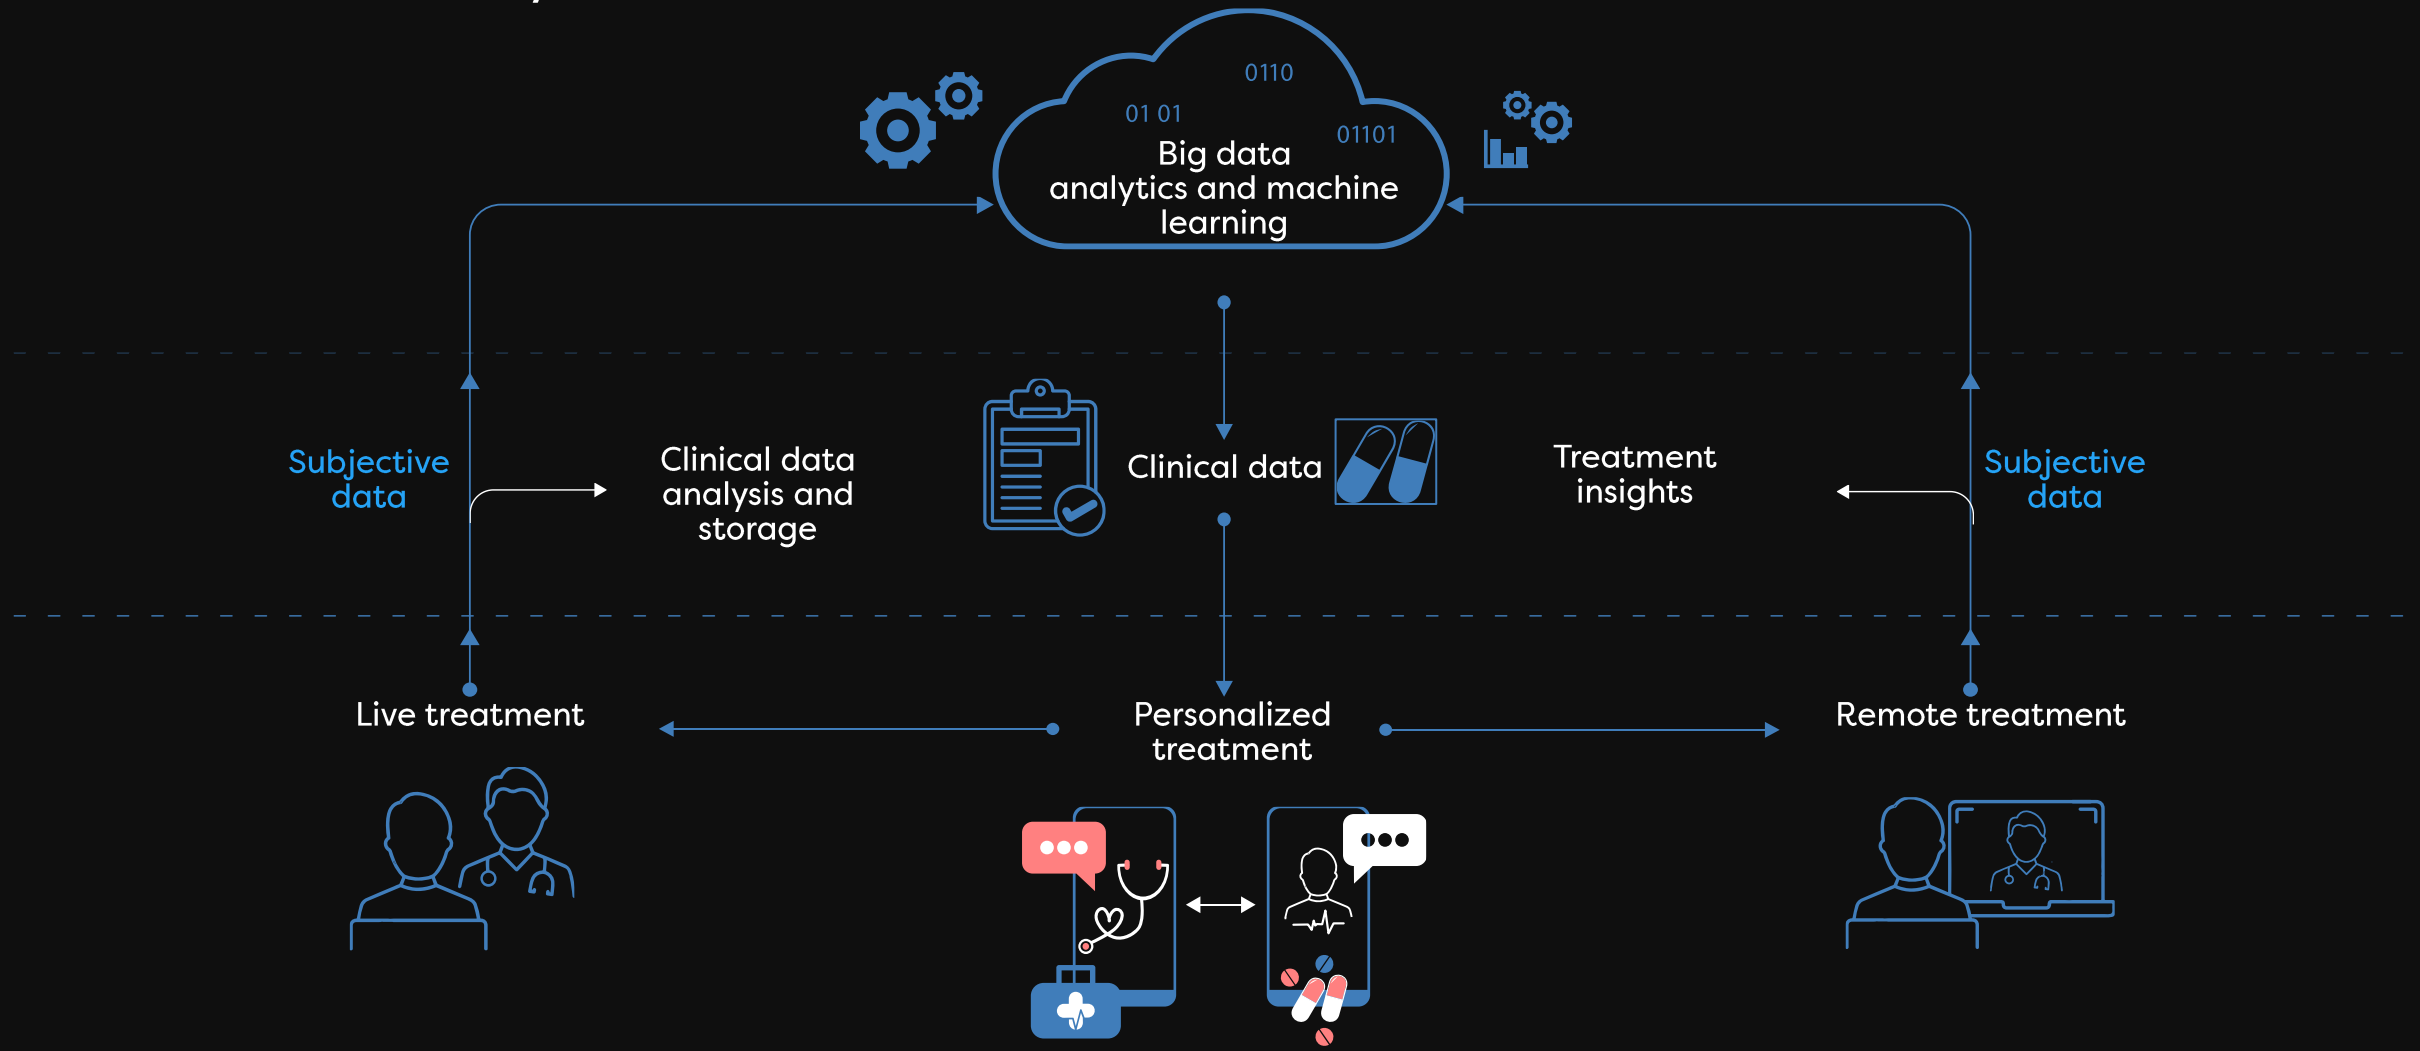 0110
01 01
01101
Big data
analytics and machine
learning
Subjective
data
Clinical data
analysis and
storage
Clinical data
Treatment
insights
Subjective
data
Live treatment
Personalized
treatment
Remote treatment